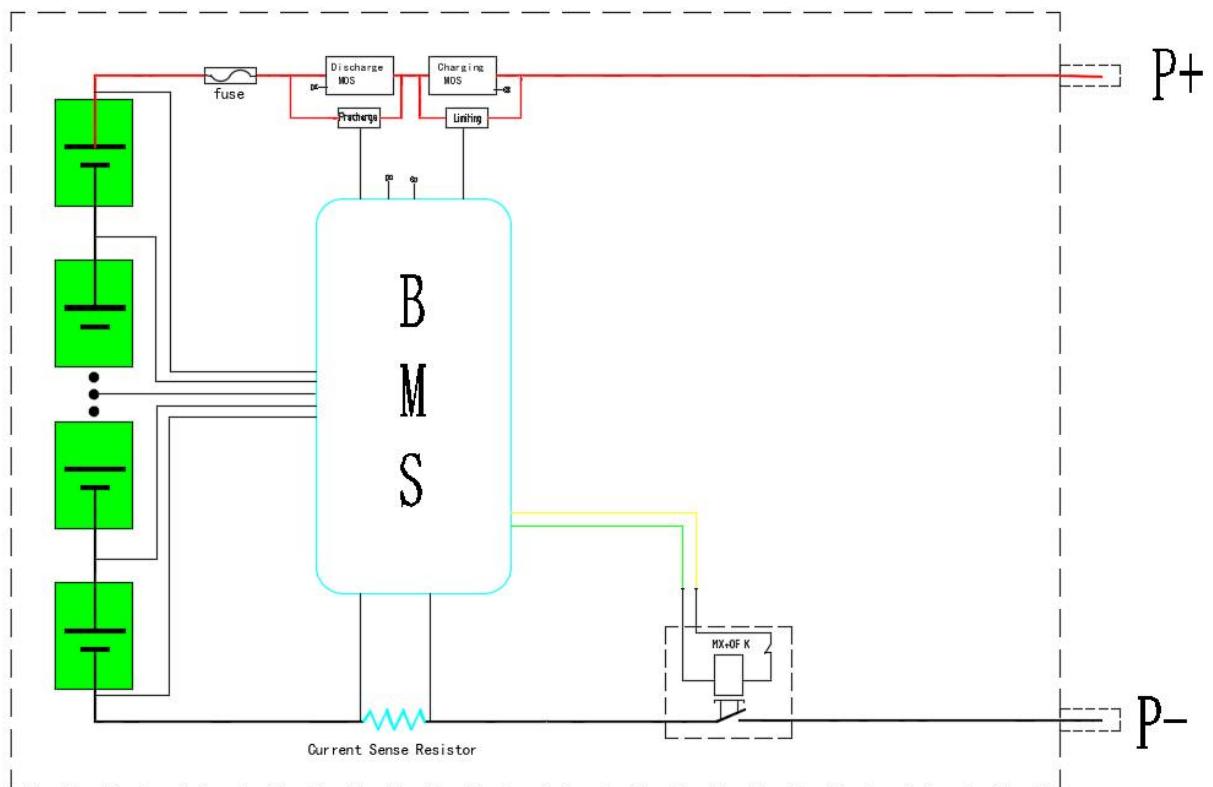 P+
Discharge
MOS
Charging
MOS
fuse
Precharge
Limiting
B
M
S
MX+OF K
P-
Current Sense Resistor